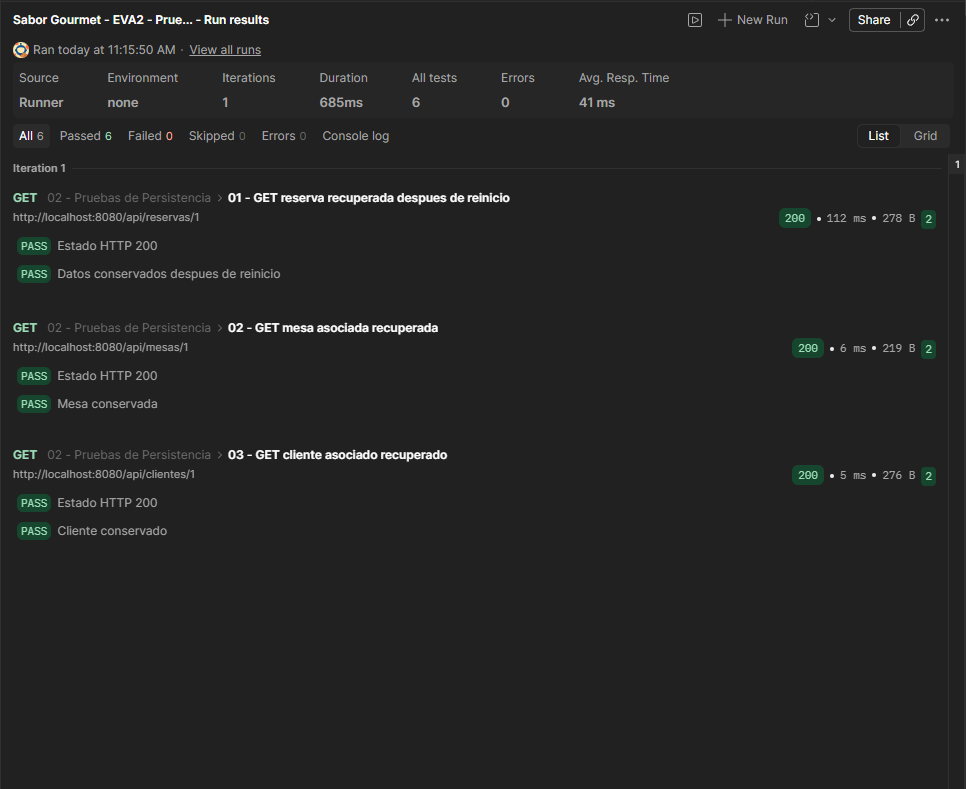 Sabor Gourmet - EVA2 - Prue... - Run results
New Run
Share
Ran today at 11:15:50 AM · View all runs
Source Environment Iterations Duration All tests Errors Avg. Resp. Time
Runner none 1 685ms 6 0 41 ms
All 6 Passed 6 Failed 0 Skipped 0 Errors 0 Console log List Grid
Iteration 1
1
GET 02 - Pruebas de Persistencia › 01 - GET reserva recuperada despues de reinicio
http://localhost:8080/api/reservas/1
200 • 112 ms • 278 B 2
PASS Estado HTTP 200
PASS Datos conservados despues de reinicio
GET 02 - Pruebas de Persistencia › 02 - GET mesa asociada recuperada
http://localhost:8080/api/mesas/1
200 • 6 ms • 219 B 2
PASS Estado HTTP 200
PASS Mesa conservada
GET 02 - Pruebas de Persistencia › 03 - GET cliente asociado recuperado
http://localhost:8080/api/clientes/1
200 • 5 ms • 276 B 2
PASS Estado HTTP 200
PASS Cliente conservado